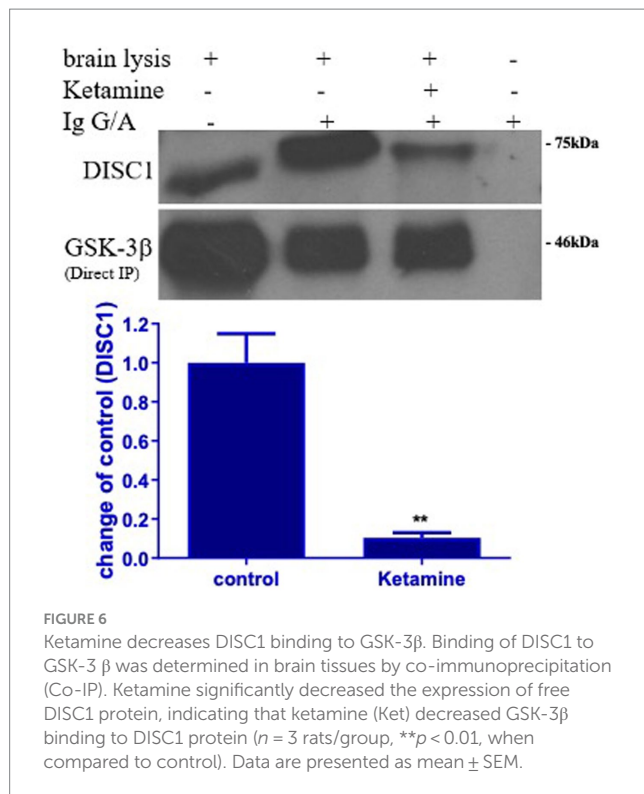 brain lysis + + + -
Ketamine - - + -
Ig G/A - + + +
DISC1
- 75kDa
GSK-3β
(Direct IP)
- 46kDa
change of control (DISC1)
1.2
1.0
0.8
0.6
0.4
0.2
0.0
**
control Ketamine
FIGURE 6
Ketamine decreases DISC1 binding to GSK-3β. Binding of DISC1 to
GSK-3 β was determined in brain tissues by co-immunoprecipitation
(Co-IP). Ketamine significantly decreased the expression of free
DISC1 protein, indicating that ketamine (Ket) decreased GSK-3β
binding to DISC1 protein (n = 3 rats/group, **p < 0.01, when
compared to control). Data are presented as mean ± SEM.